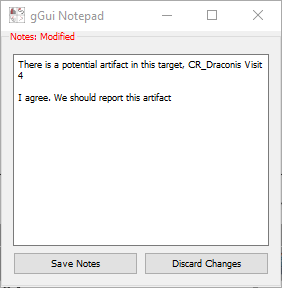 gGui Notepad
Notes: Modified
There is a potential artifact in this target, CR_Draconis Visit
4
I agree. We should report this artifact
Save Notes
Discard Changes